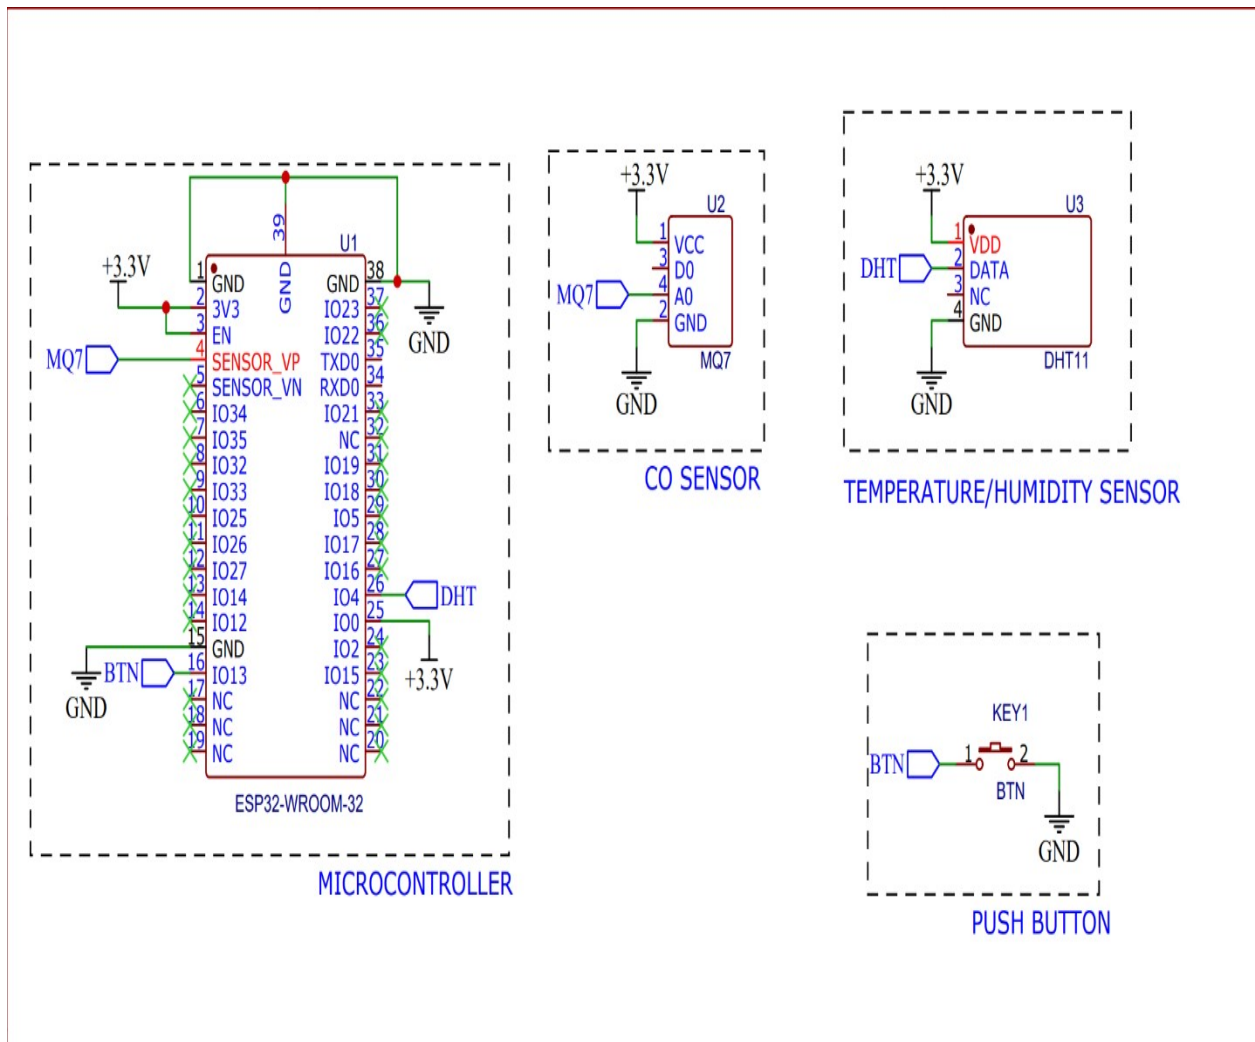 39
U1
+3.3V
1 GND GND 38
2 3V3 GND IO23 37
3 EN IO22 36
GND
MQ7 4 SENSOR_VP TXD0 35
5 SENSOR_VN RXD0 34
6 IO34 IO21 33
7 IO35 NC 32
8 IO32 IO19 31
9 IO33 IO18 30
10 IO25 IO5 29
11 IO26 IO17 28
12 IO27 IO16 27
13 IO14 IO4 26 DHT
14 IO12 IO0 25
15 GND IO2 24
BTN 16 IO13 IO15 23
+3.3V
GND
17 NC NC 22
18 NC NC 21
19 NC NC 20
ESP32-WROOM-32
MICROCONTROLLER
+3.3V
U2
1 VCC
3 D0
MQ7 4 A0
2 GND
MQ7
GND
CO SENSOR
+3.3V
U3
1 VDD
DHT 2 DATA
3 NC
4 GND
DHT11
GND
TEMPERATURE/HUMIDITY SENSOR
KEY1
BTN 1 2
BTN
GND
PUSH BUTTON